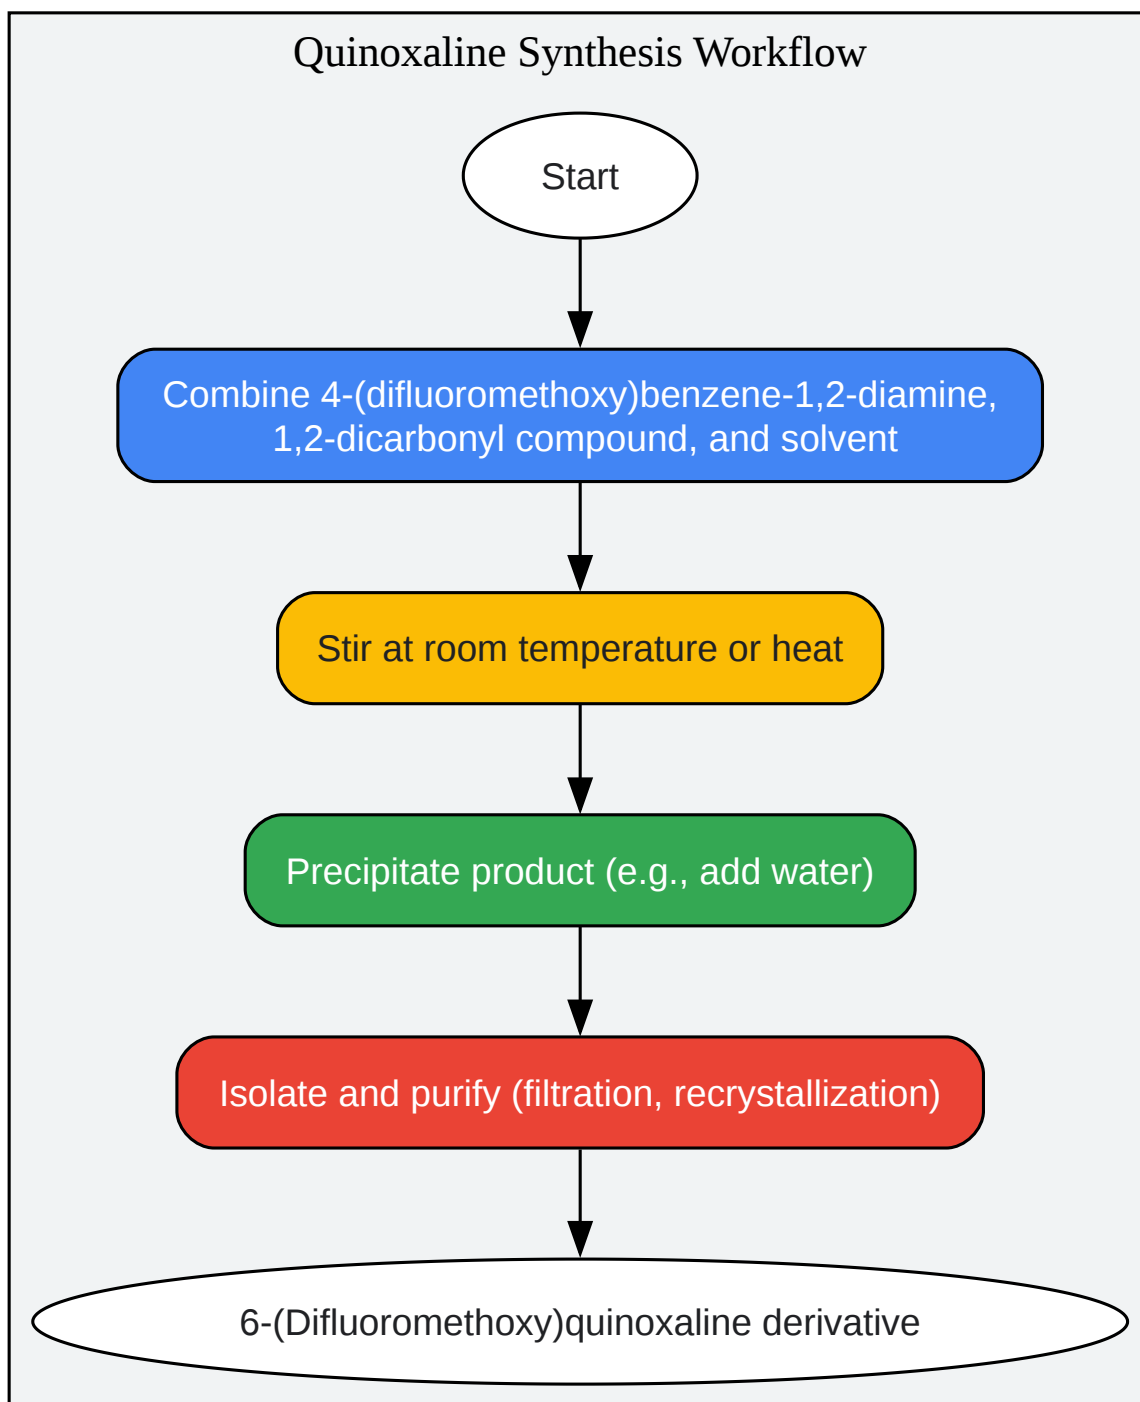 Quinoxaline Synthesis Workflow
Start
Combine 4-(difluoromethoxy)benzene-1,2-diamine,
1,2-dicarbonyl compound, and solvent
Stir at room temperature or heat
Precipitate product (e.g., add water)
Isolate and purify (filtration, recrystallization)
6-(Difluoromethoxy)quinoxaline derivative